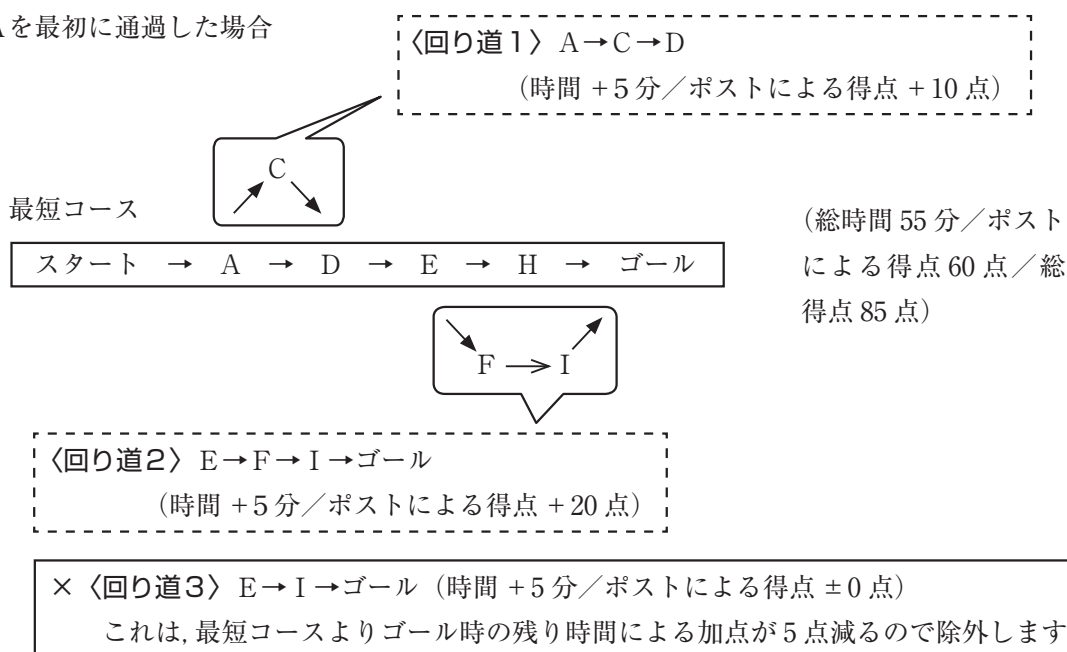 を最初に通過した場合
〈回り道1〉A→C→D
(時間 +5分／ポストによる得点 +10点)
C
最短コース
スタート → A → D → E → H → ゴール
(総時間 55 分／ポスト
による得点 60 点／総
得点 85 点)
F → I
〈回り道2〉E→F→I→ゴール
(時間 +5分／ポストによる得点 +20点)
×〈回り道3〉E→I→ゴール(時間 +5分／ポストによる得点 ±0点)
これは,最短コースよりゴール時の残り時間による加点が5点減るので除外します